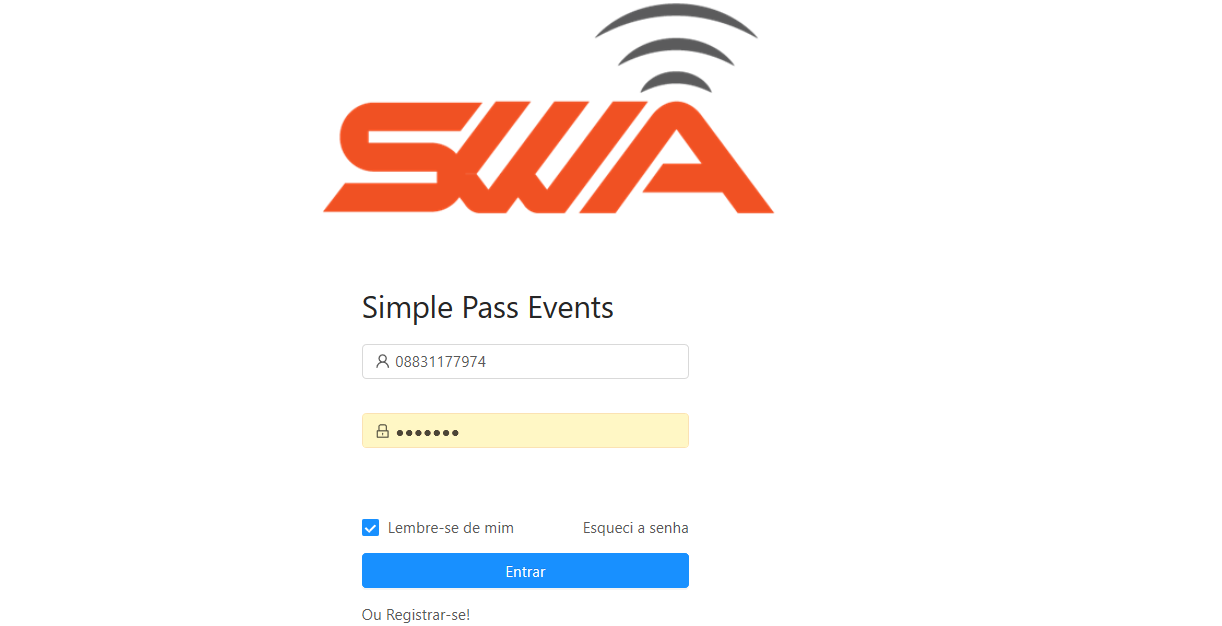 SWA
Simple Pass Events
08831177974
•••••••
Lembre-se de mim
Esqueci a senha
Entrar
Ou Registrar-se!